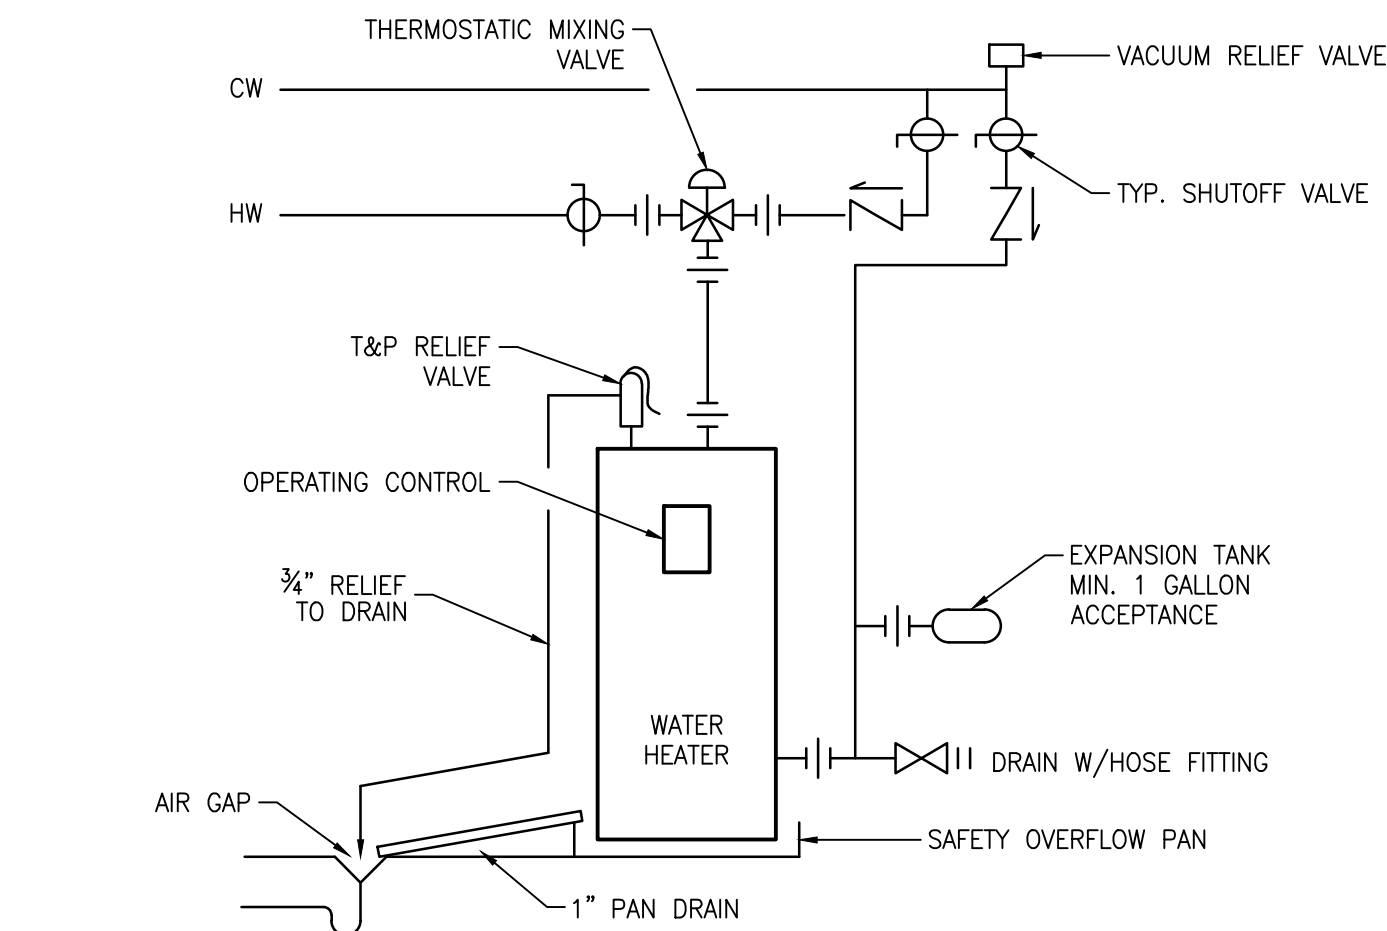 THERMOSTATIC MIXING
VALVE
VACUUM RELIEF VALVE
CW
TYP. SHUTOFF VALVE
HW
T&P RELIEF
VALVE
OPERATING CONTROL
EXPANSION TANK
MIN. 1 GALLON
ACCEPTANCE
¾” RELIEF
TO DRAIN
WATER
HEATER
DRAIN W/HOSE FITTING
AIR GAP
SAFETY OVERFLOW PAN
1” PAN DRAIN